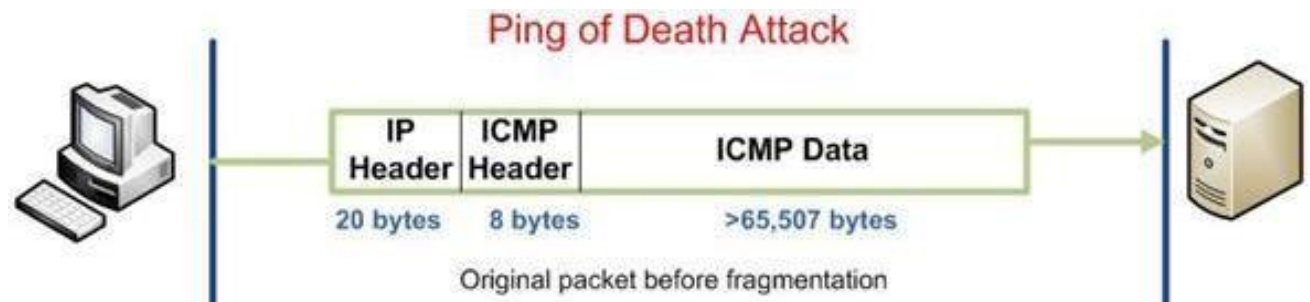 Ping of Death Attack
IP Header
ICMP Header
ICMP Data
20 bytes
8 bytes
>65,507 bytes
Original packet before fragmentation